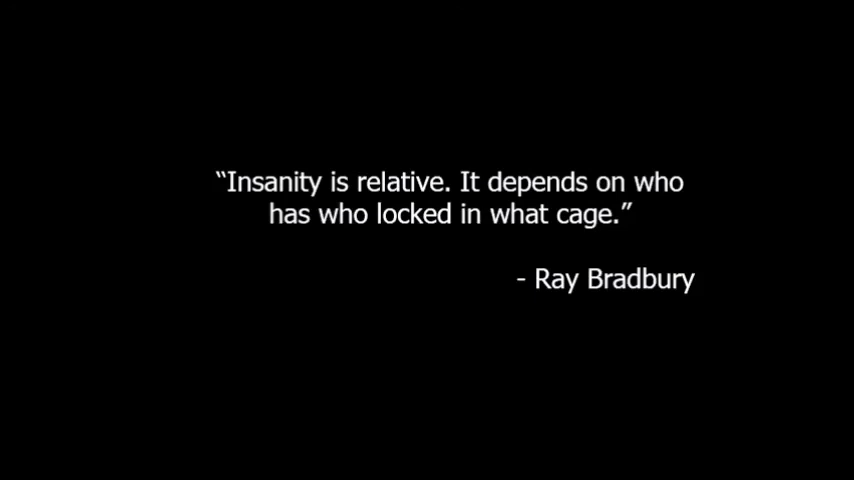 “Insanity is relative. It depends on who
has who locked in what cage.”
- Ray Bradbury